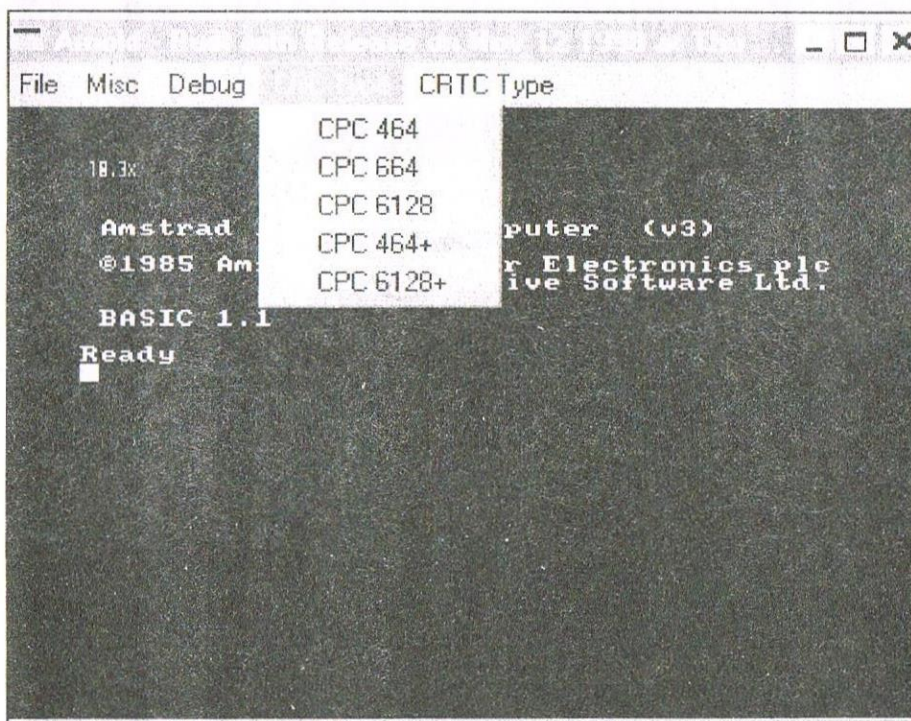 File Misc Debug CRTC Type
CPC 464
CPC 664
CPC 6128
CPC 464+
CPC 6128+
10.3x
Amstrad puter (v3)
©1985 Am r Electronics plc
ive Software Ltd.
BASIC 1.1
Ready